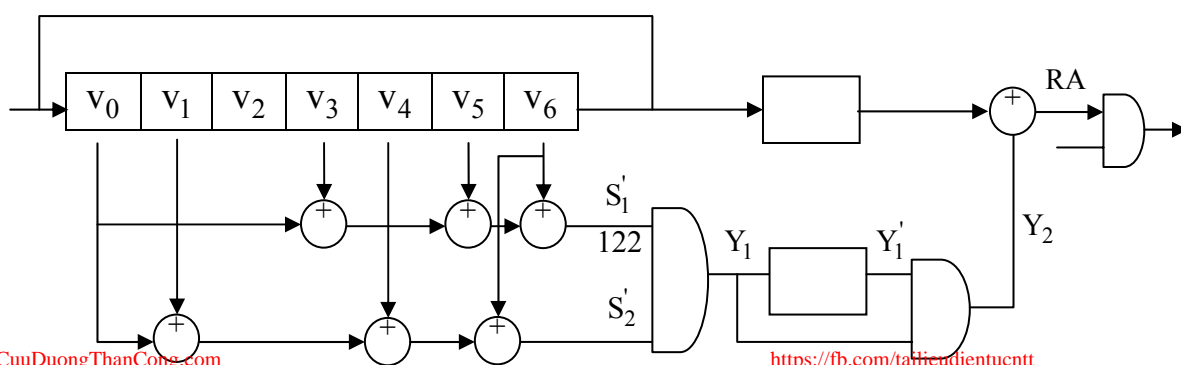 RA
v0 v1 v2 v3 v4 v5 v6 +
+ + + S'1
122 Y1 Y'1 Y2
S'2
+ + +
CuuDuongThanCong.com https://fb.com/tailieudientucntt